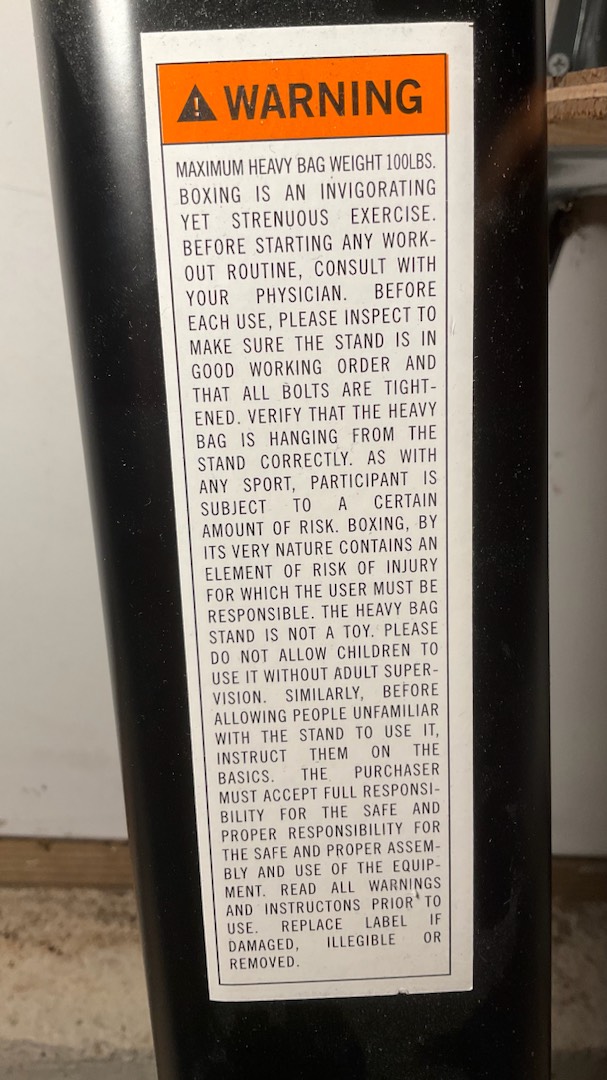 WARNING
MAXIMUM HEAVY BAG WEIGHT 100LBS.
BOXING IS AN INVIGORATING
YET STRENUOUS EXERCISE.
BEFORE STARTING ANY WORK-
OUT ROUTINE, CONSULT WITH
YOUR PHYSICIAN. BEFORE
EACH USE, PLEASE INSPECT TO
MAKE SURE THE STAND IS IN
GOOD WORKING ORDER AND
THAT ALL BOLTS ARE TIGHT-
ENED. VERIFY THAT THE HEAVY
BAG IS HANGING FROM THE
STAND CORRECTLY. AS WITH
ANY SPORT, PARTICIPANT IS
SUBJECT TO A CERTAIN
AMOUNT OF RISK. BOXING, BY
ITS VERY NATURE CONTAINS AN
ELEMENT OF RISK OF INJURY
FOR WHICH THE USER MUST BE
RESPONSIBLE. THE HEAVY BAG
STAND IS NOT A TOY. PLEASE
DO NOT ALLOW CHILDREN TO
USE IT WITHOUT ADULT SUPER-
VISION. SIMILARLY, BEFORE
ALLOWING PEOPLE UNFAMILIAR
WITH THE STAND TO USE IT,
INSTRUCT THEM ON THE
BASICS. THE PURCHASER
MUST ACCEPT FULL RESPONSI-
BILITY FOR THE SAFE AND
PROPER RESPONSIBILITY FOR
THE SAFE AND PROPER ASSEM-
BLY AND USE OF THE EQUIP-
MENT. READ ALL WARNINGS
AND INSTRUCTONS PRIOR TO
USE. REPLACE LABEL IF
DAMAGED, ILLEGIBLE OR
REMOVED.